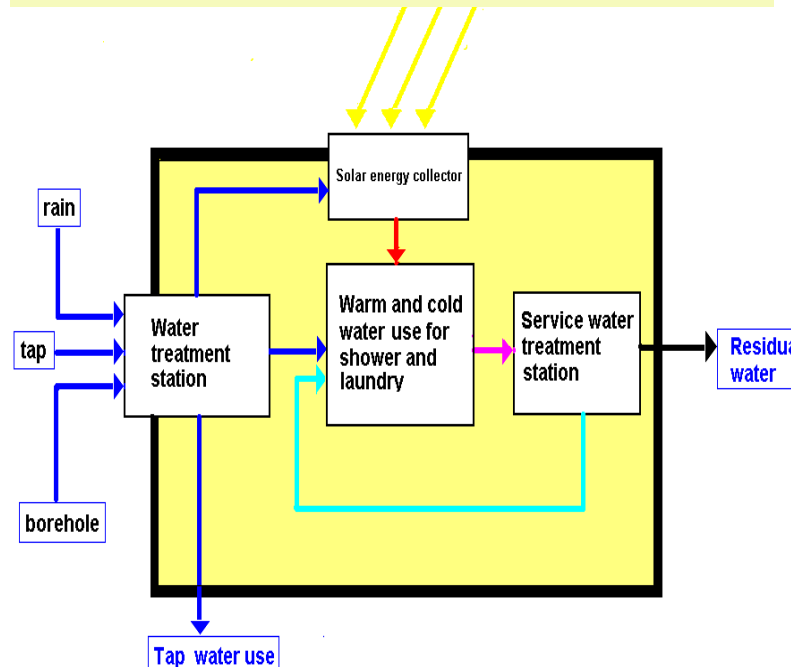 Solar energy collector
rain
tap
borehole
Water
treatment
station
Warm and cold
water use for
shower and
laundry
Service water
treatment
station
Residua
water
Tap water use